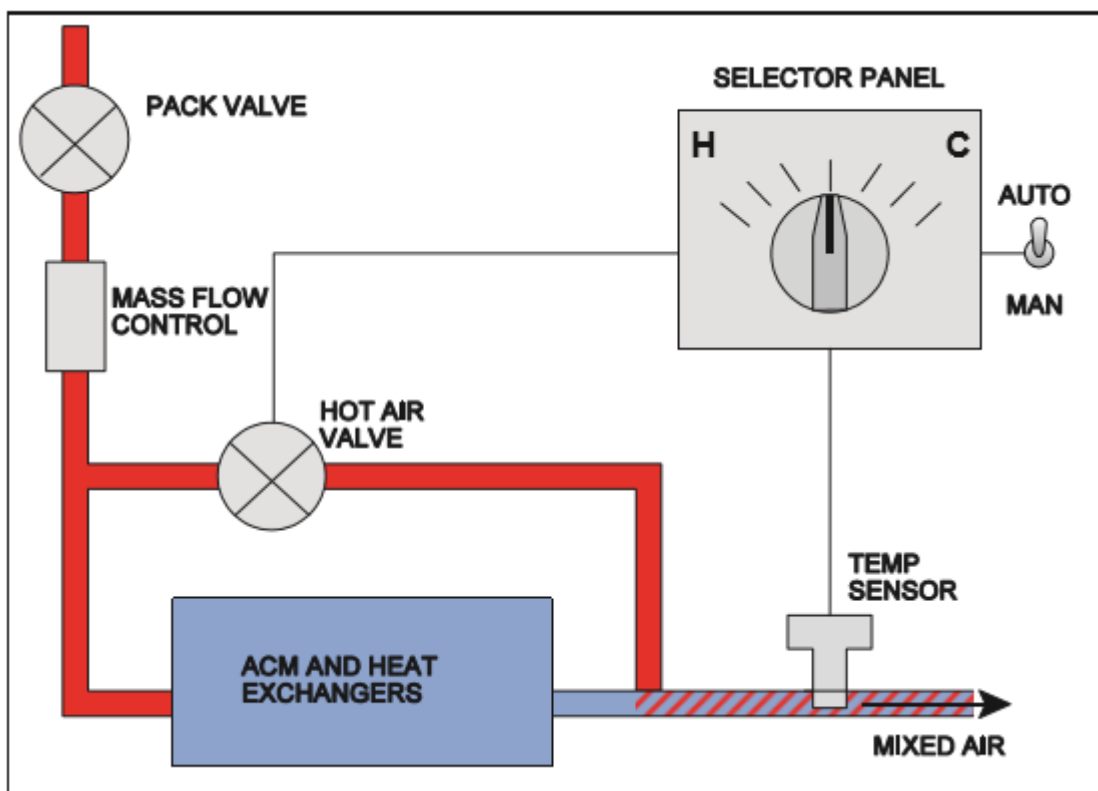 PACK VALVE
SELECTOR PANEL
H
C
AUTO
MAN
MASS FLOW
CONTROL
HOT AIR
VALVE
TEMP
SENSOR
ACM AND HEAT
EXCHANGERS
MIXED AIR